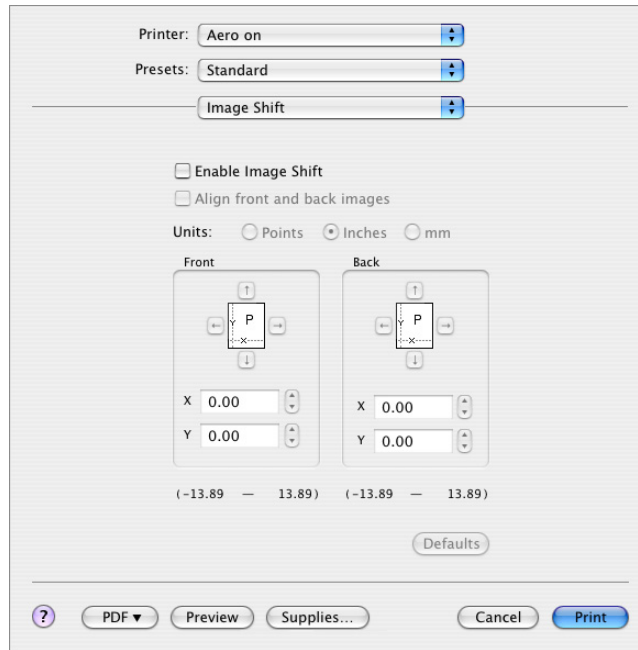 Printer: Aero on
Presets: Standard
Image Shift
Enable Image Shift
Align front and back images
Units: Points Inches mm
Front Back
↑ ↑
← Y P → ← Y P →
X X
↓ ↓
X 0.00 X 0.00
Y 0.00 Y 0.00
(-13.89 — 13.89) (-13.89 — 13.89)
Defaults
? PDF▼ Preview Supplies... Cancel Print